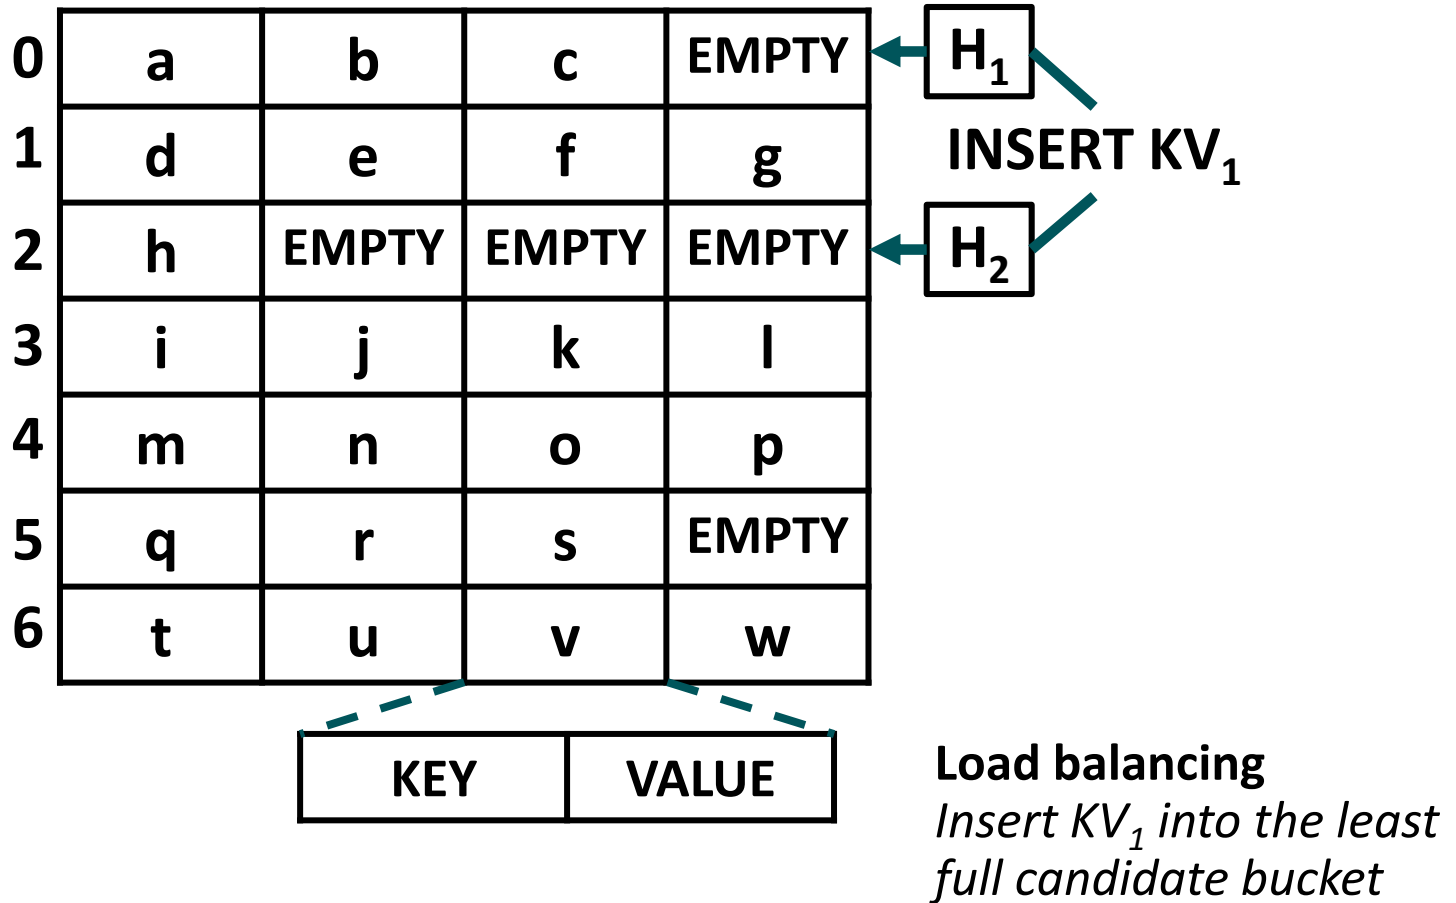 0 a b c EMPTY H1
1 d e f g INSERT KV1
2 h EMPTY EMPTY EMPTY H2
3 i j k l
4 m n o p
5 q r s EMPTY
6 t u v w
KEY VALUE
Load balancing
Insert KV1 into the least
full candidate bucket